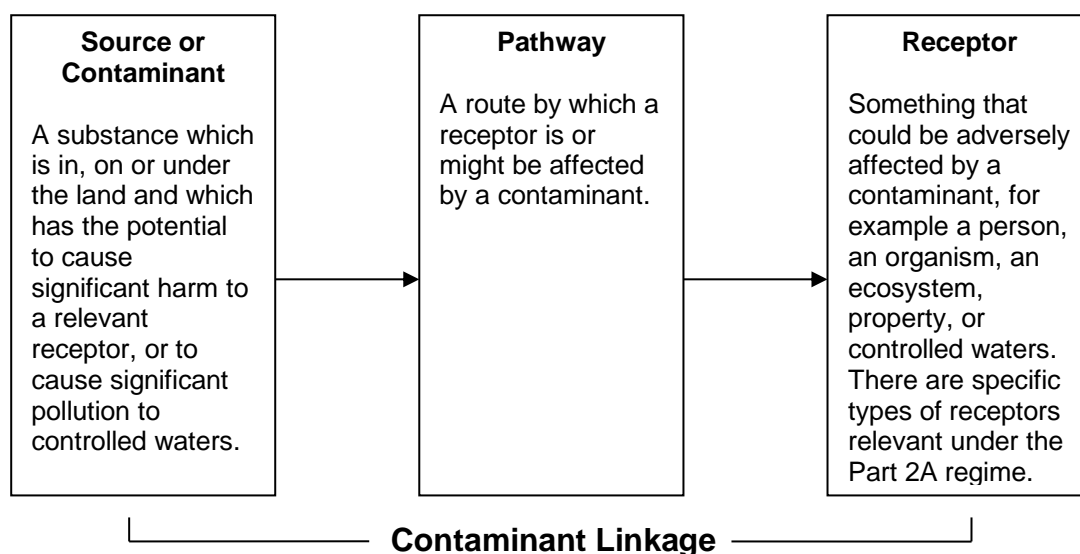 Source or
Contaminant
A substance which
is in, on or under
the land and which
has the potential
to cause
significant harm to
a relevant
receptor, or to
cause significant
pollution to
controlled waters.
Pathway
A route by which a
receptor is or
might be affected
by a contaminant.
Receptor
Something that
could be adversely
affected by a
contaminant, for
example a person,
an organism, an
ecosystem,
property, or
controlled waters.
There are specific
types of receptors
relevant under the
Part 2A regime.
Contaminant Linkage